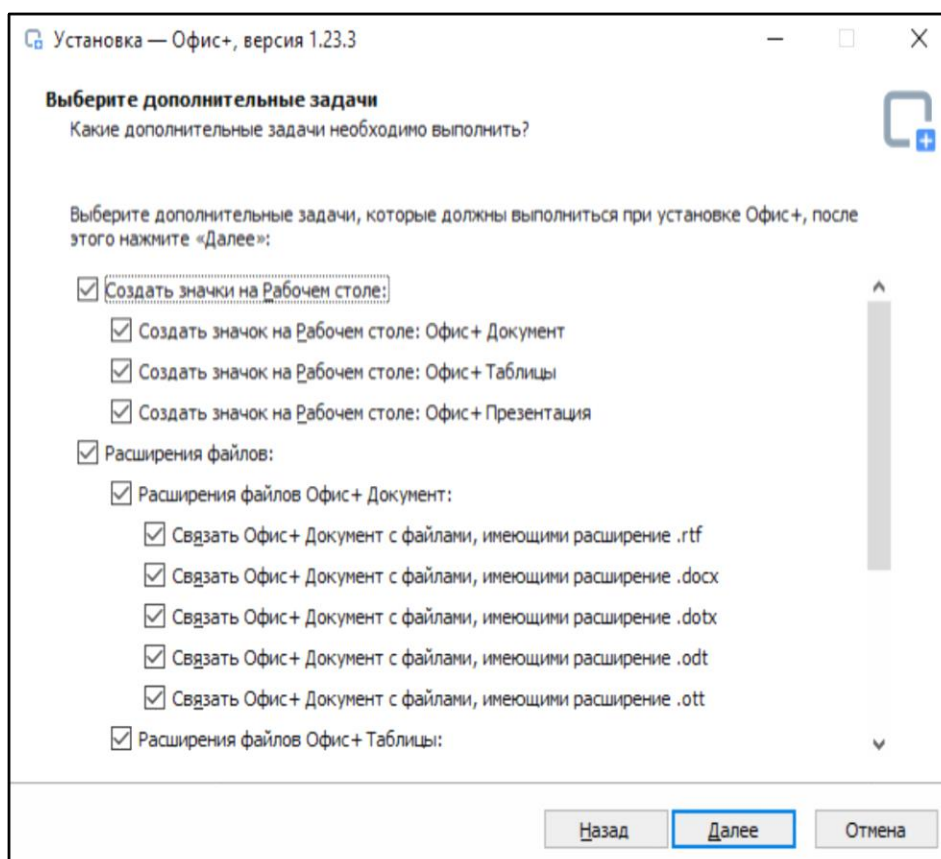 Установка — Офис+, версия 1.23.3
Выберите дополнительные задачи
Какие дополнительные задачи необходимо выполнить?
Выберите дополнительные задачи, которые должны выполниться при установке Офис+, после
этого нажмите «Далее»:
Создать значки на Рабочем столе:
Создать значок на Рабочем столе: Офис+ Документ
Создать значок на Рабочем столе: Офис+ Таблицы
Создать значок на Рабочем столе: Офис+ Презентация
Расширения файлов:
Расширения файлов Офис+ Документ:
Связать Офис+ Документ с файлами, имеющими расширение .rtf
Связать Офис+ Документ с файлами, имеющими расширение .docx
Связать Офис+ Документ с файлами, имеющими расширение .dotx
Связать Офис+ Документ с файлами, имеющими расширение .odt
Связать Офис+ Документ с файлами, имеющими расширение .ott
Расширения файлов Офис+ Таблицы:
Назад Далее Отмена